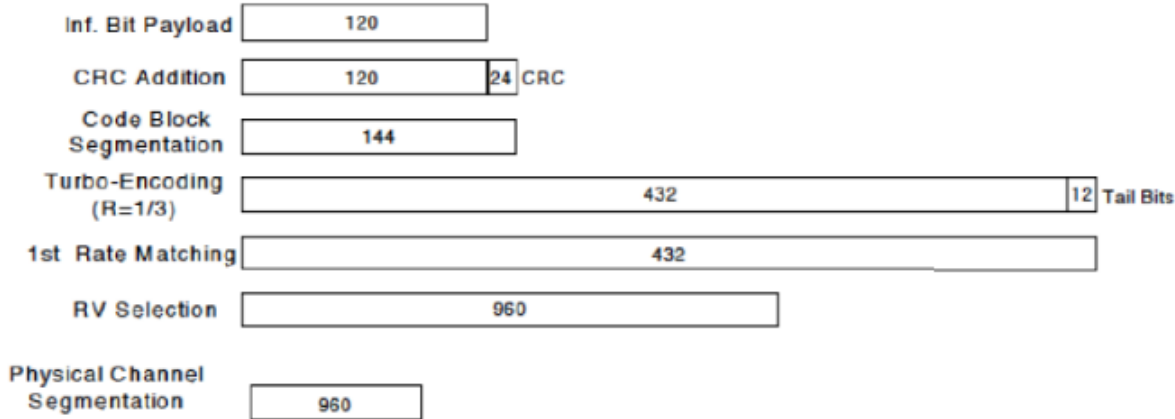 Inf. Bit Payload 120
CRC Addition 120 24 CRC
Code Block
Segmentation 144
Turbo-Encoding
(R=1/3) 432 12 Tail Bits
1st Rate Matching 432
RV Selection 960
Physical Channel
Segmentation 960